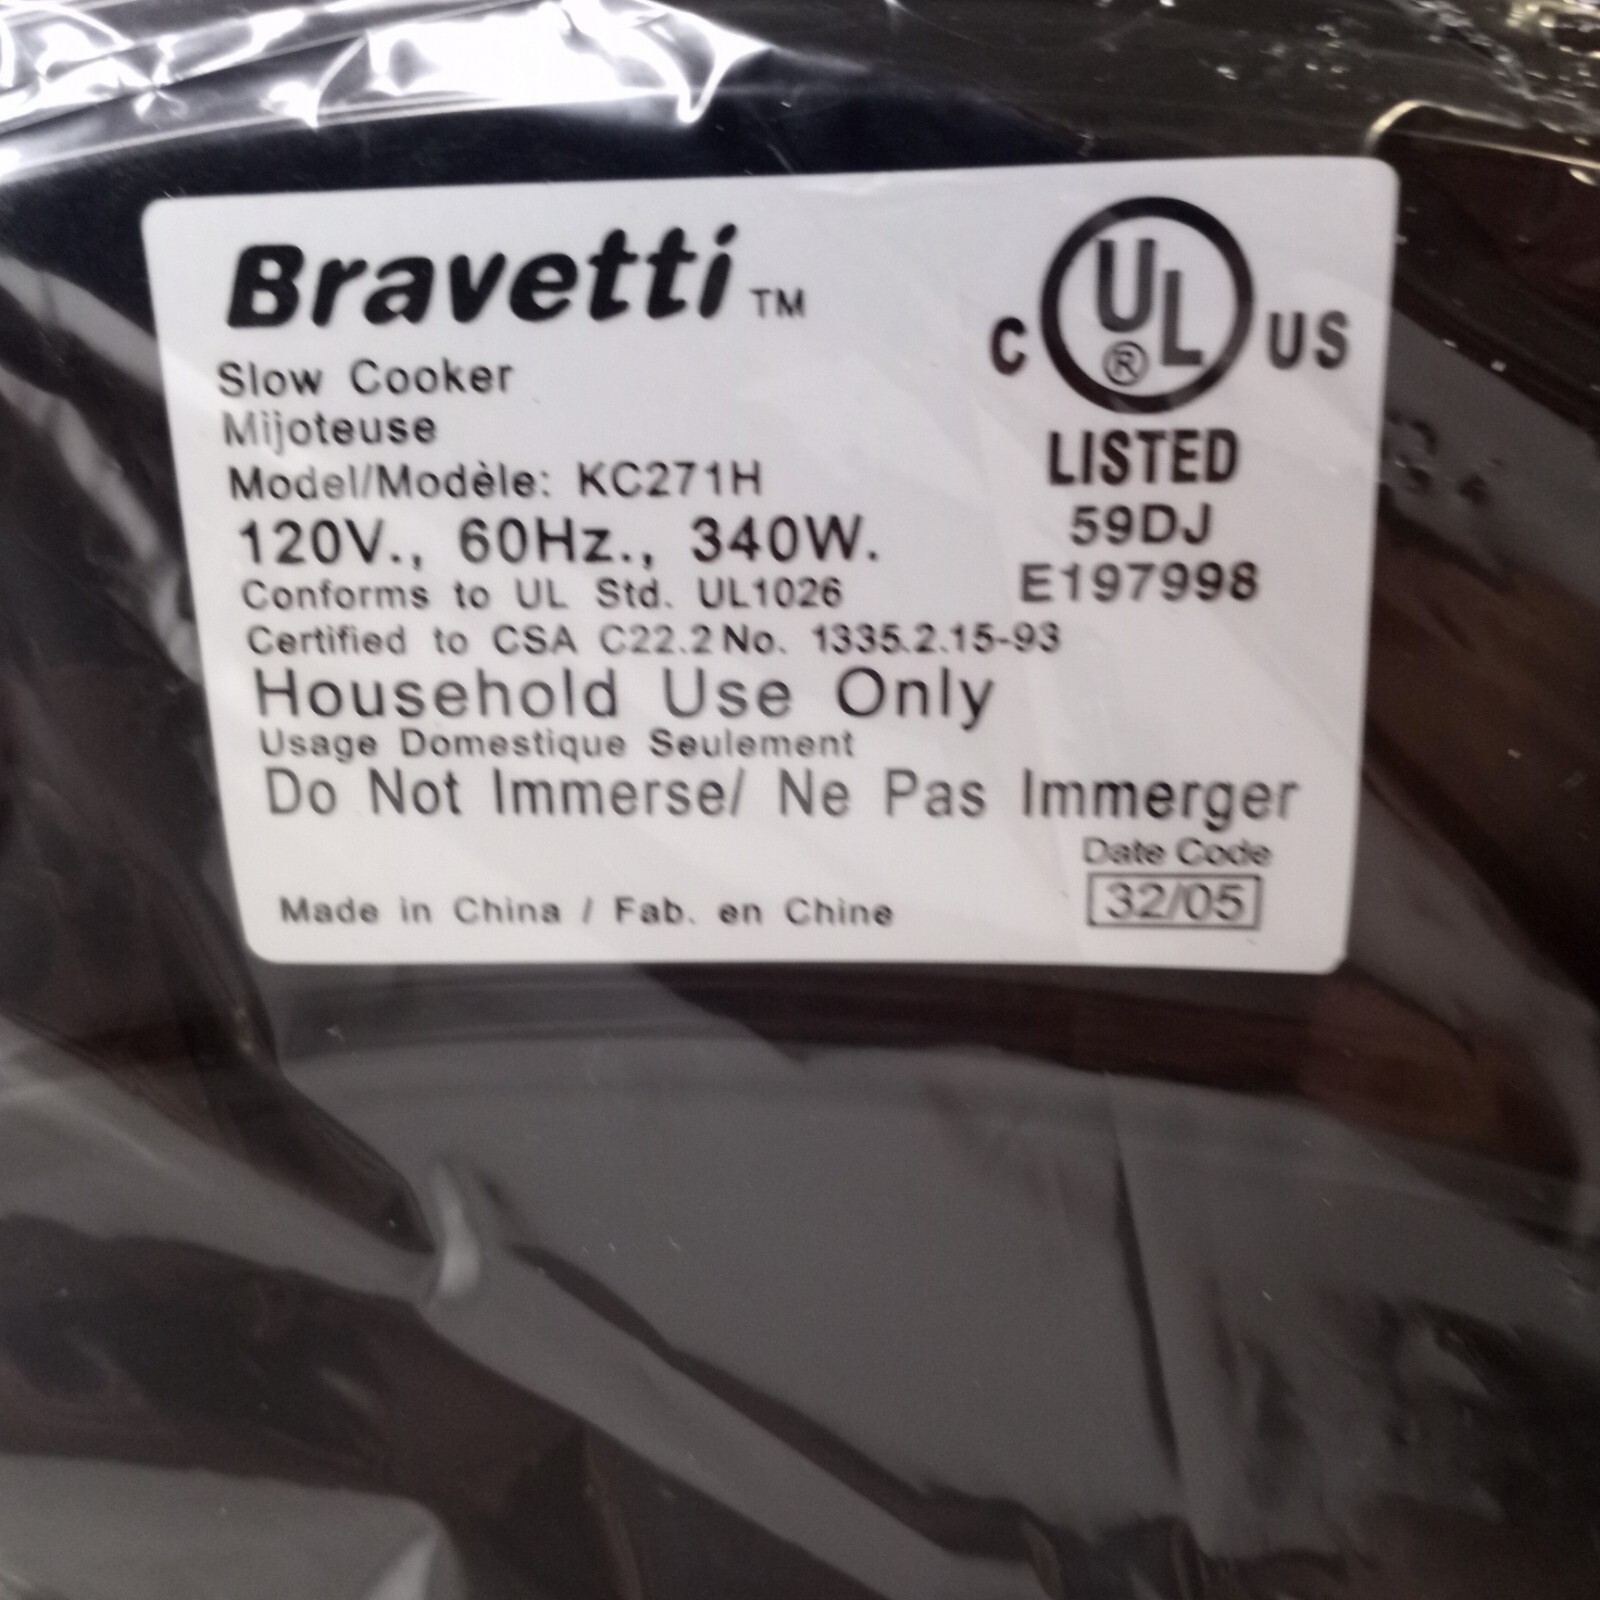 Bravetti TM
Slow Cooker
Mijoteuse
Model/Modèle: KC271H
120V., 60Hz., 340W.
Conforms to UL Std. UL1026
Certified to CSA C22.2 No. 1335.2.15-93
Household Use Only
Usage Domestique Seulement
Do Not Immerse/ Ne Pas Immerger
Made in China / Fab. en Chine
C UL ® US
LISTED
59DJ
E197998
Date Code
32/05